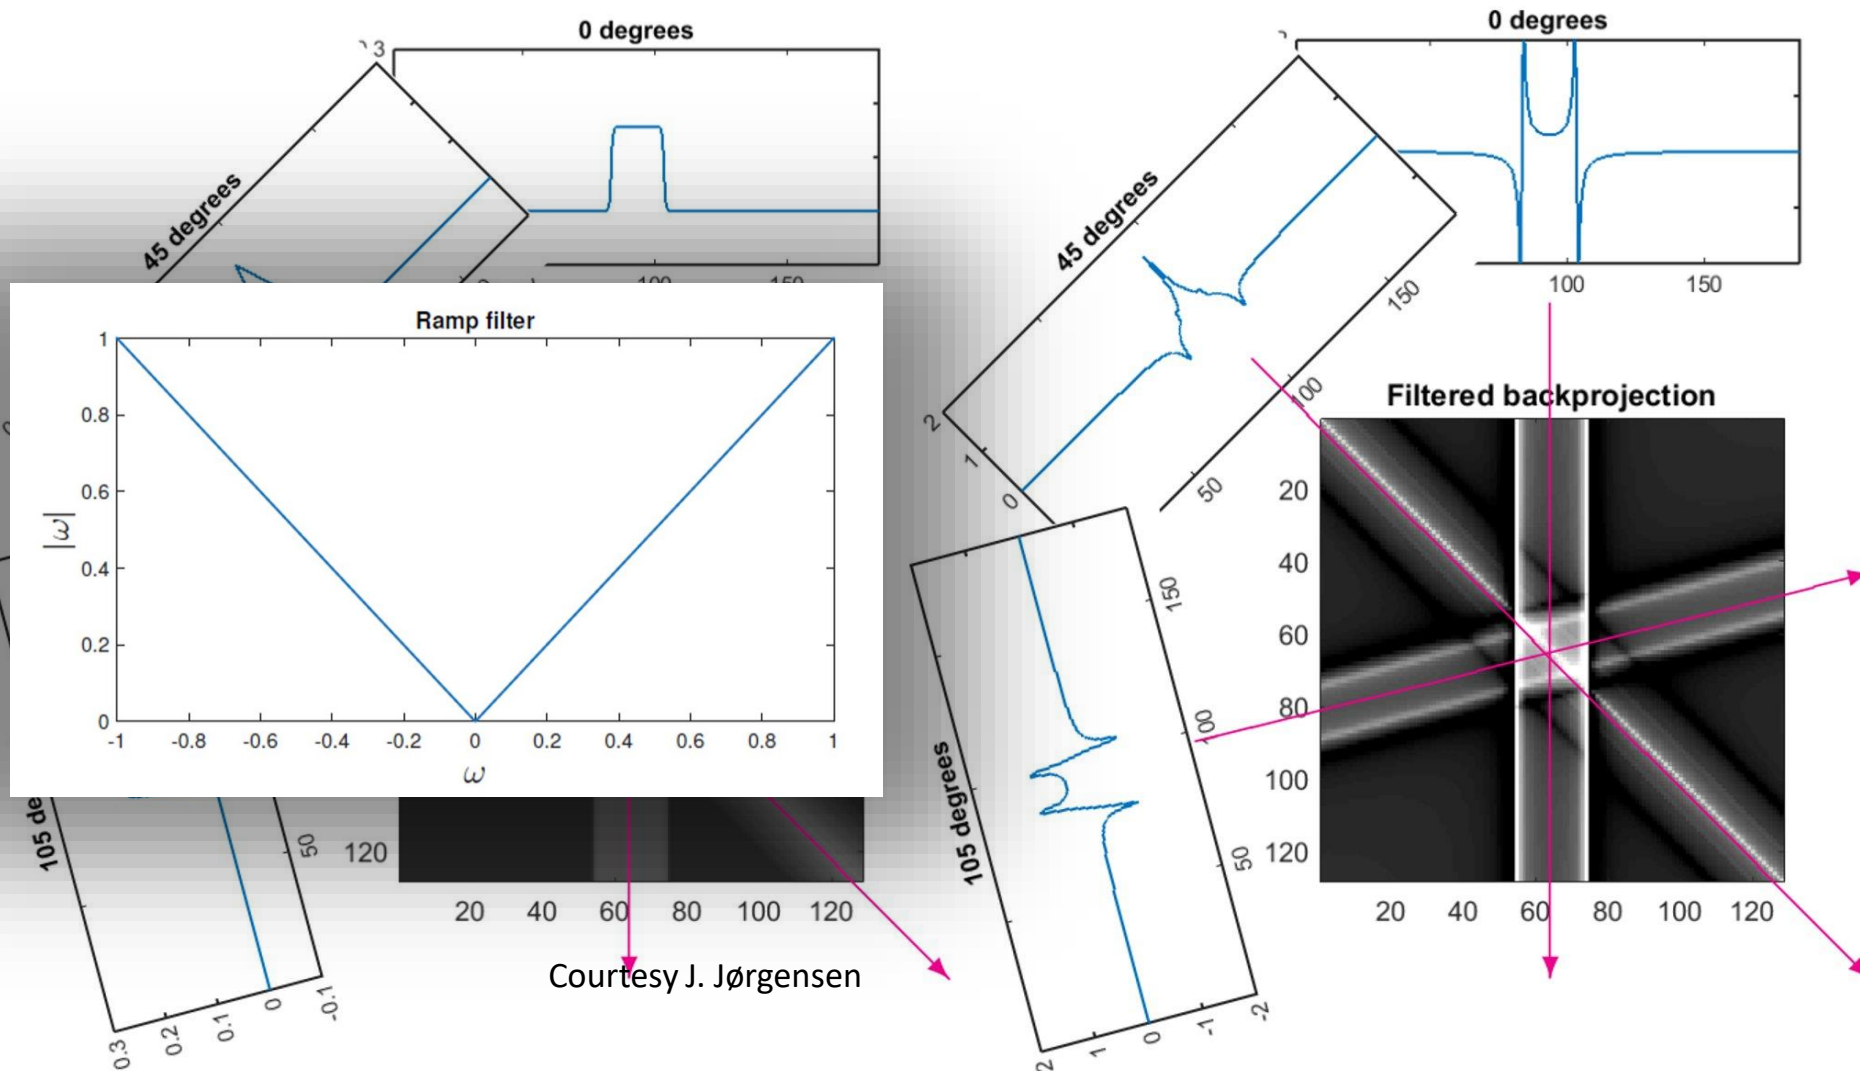 0 degrees
3
45 degrees
100 150
Ramp filter
1
0.8
0.6
0.4
0.2
0
|ω|
-1 -0.8 -0.6 -0.4 -0.2 0 0.2 0.4 0.6 0.8 1
ω
50
120
20 40 60 80 100 120
0.3 0.2 0.1 0 -0.1
Courtesy J. Jørgensen
0 degrees
100 150
45 degrees
2
1
0
50
100
150
105 degrees
150
100
50
2 1 0 -1 -2
Filtered backprojection
20
40
60
80
100
120
20 40 60 80 100 120